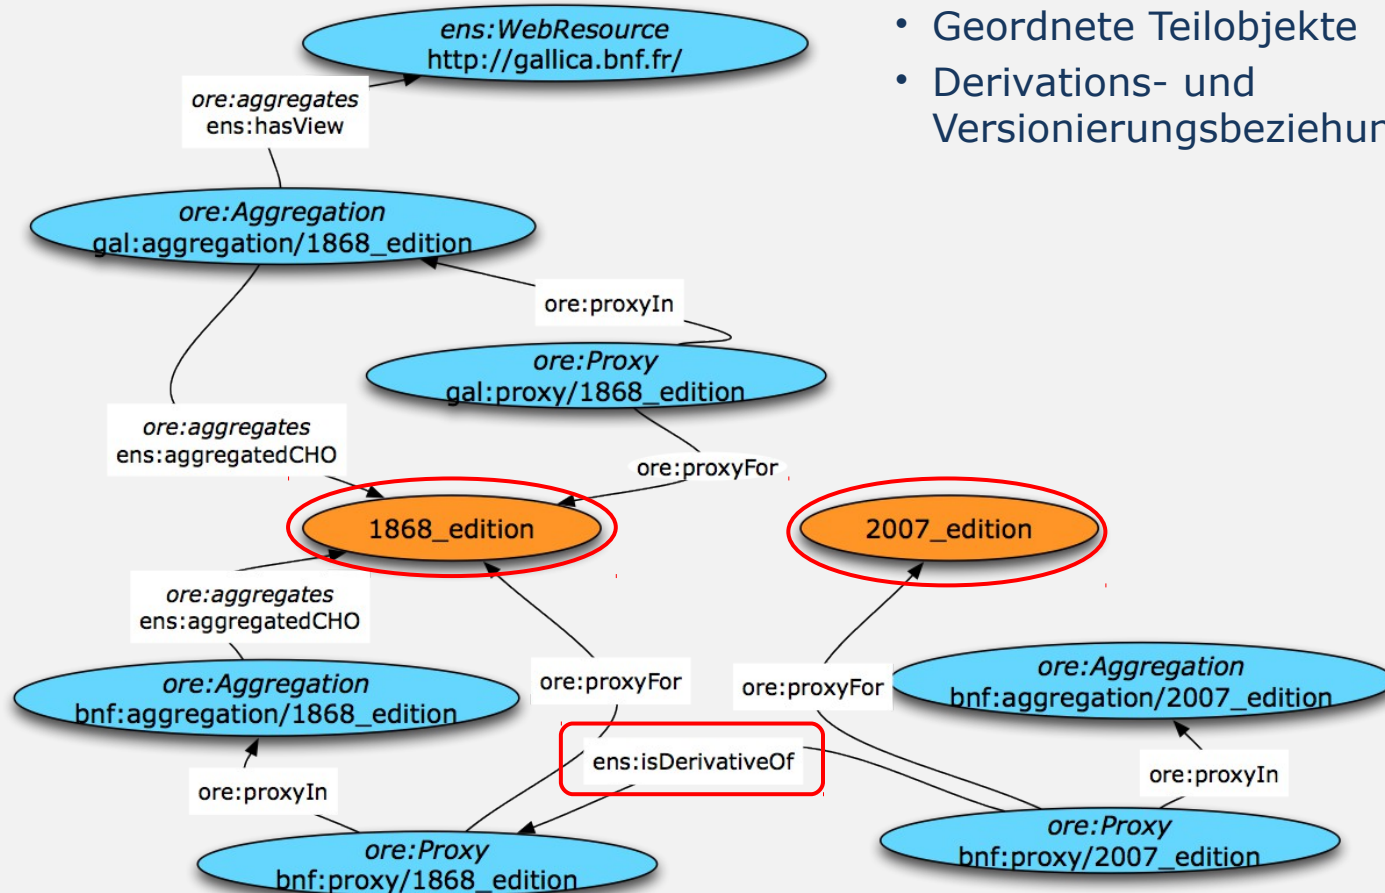 ens:WebResource
http://gallica.bnf.fr/
• Geordnete Teilobjekte
• Derivations- und
ore:aggregates
ens:hasView
ore:Aggregation
gal:aggregation/1868_edition
ore:proxyIn
ore:Proxy
gal:proxy/1868_edition
ore:aggregates
ens:aggregatedCHO
ore:proxyFor
1868_edition
2007_edition
ore:aggregates
ens:aggregatedCHO
ore:Aggregation
bnf:aggregation/1868_edition
ore:proxyFor
ore:proxyFor
ore:Aggregation
bnf:aggregation/2007_edition
ens:isDerivativeOf
ore:proxyIn
ore:proxyIn
ore:Proxy
bnf:proxy/1868_edition
ore:Proxy
bnf:proxy/2007_edition